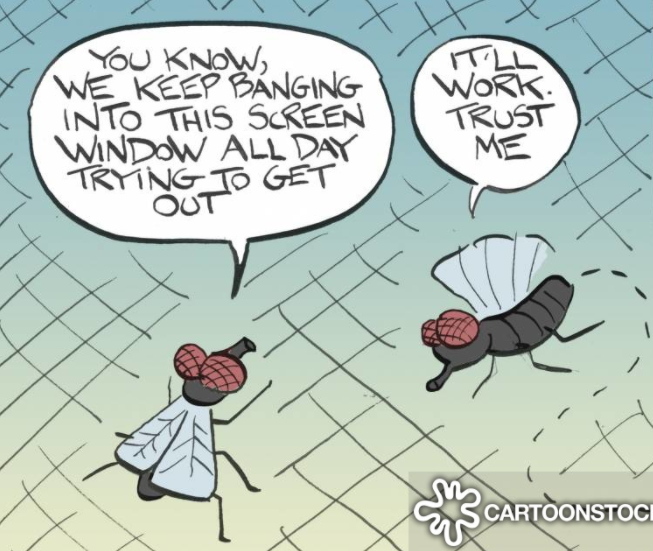 YOU KNOW,
WE KEEP BANGING
INTO THIS SCREEN
WINDOW ALL DAY
TRYING TO GET
OUT
IT'LL
WORK.
TRUST
ME
CARTOONSTOC